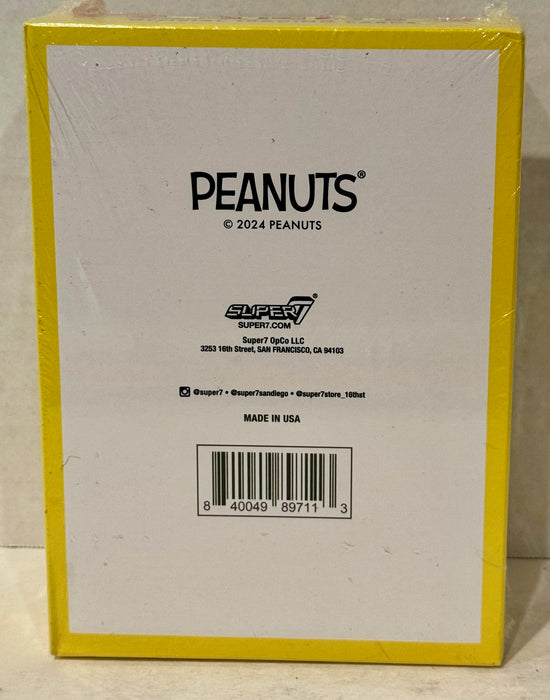 PEANUTS®
© 2024 PEANUTS
SUPER7®
SUPER7.COM
Super7 OpCo LLC
3253 16th Street, SAN FRANCISCO, CA 94103
@super7 • @super7sandiego • @super7store_16thst
MADE IN USA
8 40049 89711 3